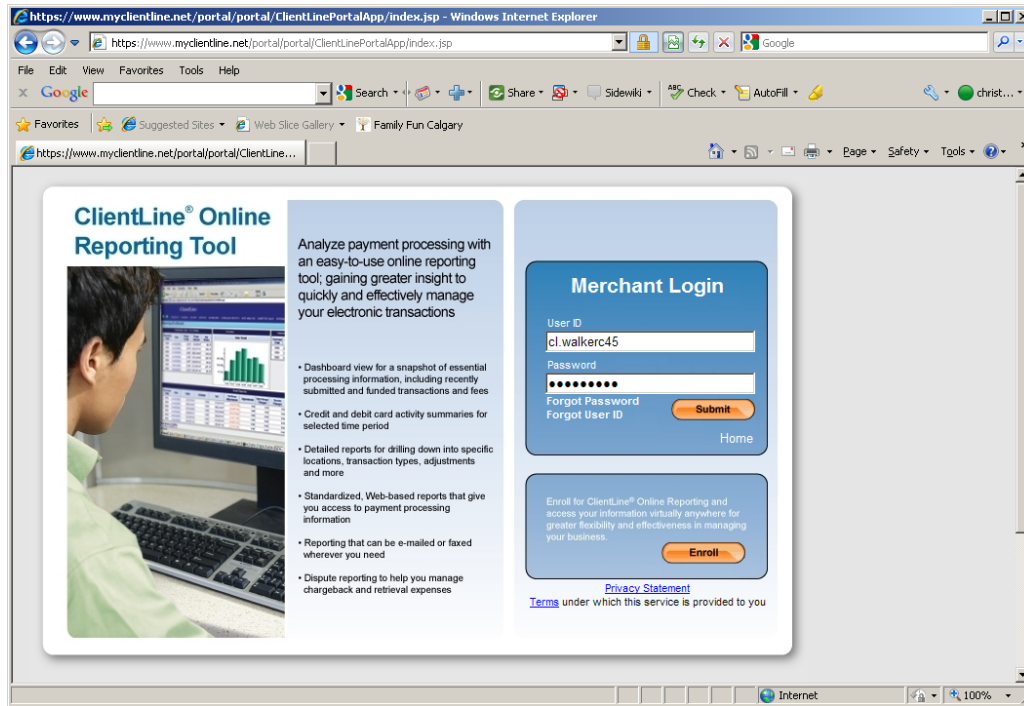 https://www.myclientline.net/portal/portal/ClientLinePortalApp/index.jsp - Windows Internet Explorer
https://www.myclientline.net/portal/portal/ClientLinePortalApp/index.jsp
Google
File Edit View Favorites Tools Help
x Google Search Share Sidewiki ABC Check AutoFill christ...
Favorites Suggested Sites Web Slice Gallery Family Fun Calgary
https://www.myclientline.net/portal/portal/ClientLine...
Page Safety Tools
ClientLine® Online
Reporting Tool
Analyze payment processing with
an easy-to-use online reporting
tool; gaining greater insight to
quickly and effectively manage
your electronic transactions
• Dashboard view for a snapshot of essential
processing information, including recently
submitted and funded transactions and fees
• Credit and debit card activity summaries for
selected time period
• Detailed reports for drilling down into specific
locations, transaction types, adjustments
and more
• Standardized, Web-based reports that give
you access to payment processing
information
• Reporting that can be e-mailed or faxed
wherever you need
• Dispute reporting to help you manage
chargeback and retrieval expenses
Merchant Login
User ID
cl.walkerc45
Password
●●●●●●●●●
Forgot Password
Forgot User ID
Submit
Home
Enroll for ClientLine® Online Reporting and
access your information virtually anywhere for
greater flexibility and effectiveness in managing
your business.
Enroll
Privacy Statement
Terms under which this service is provided to you
Internet
100%